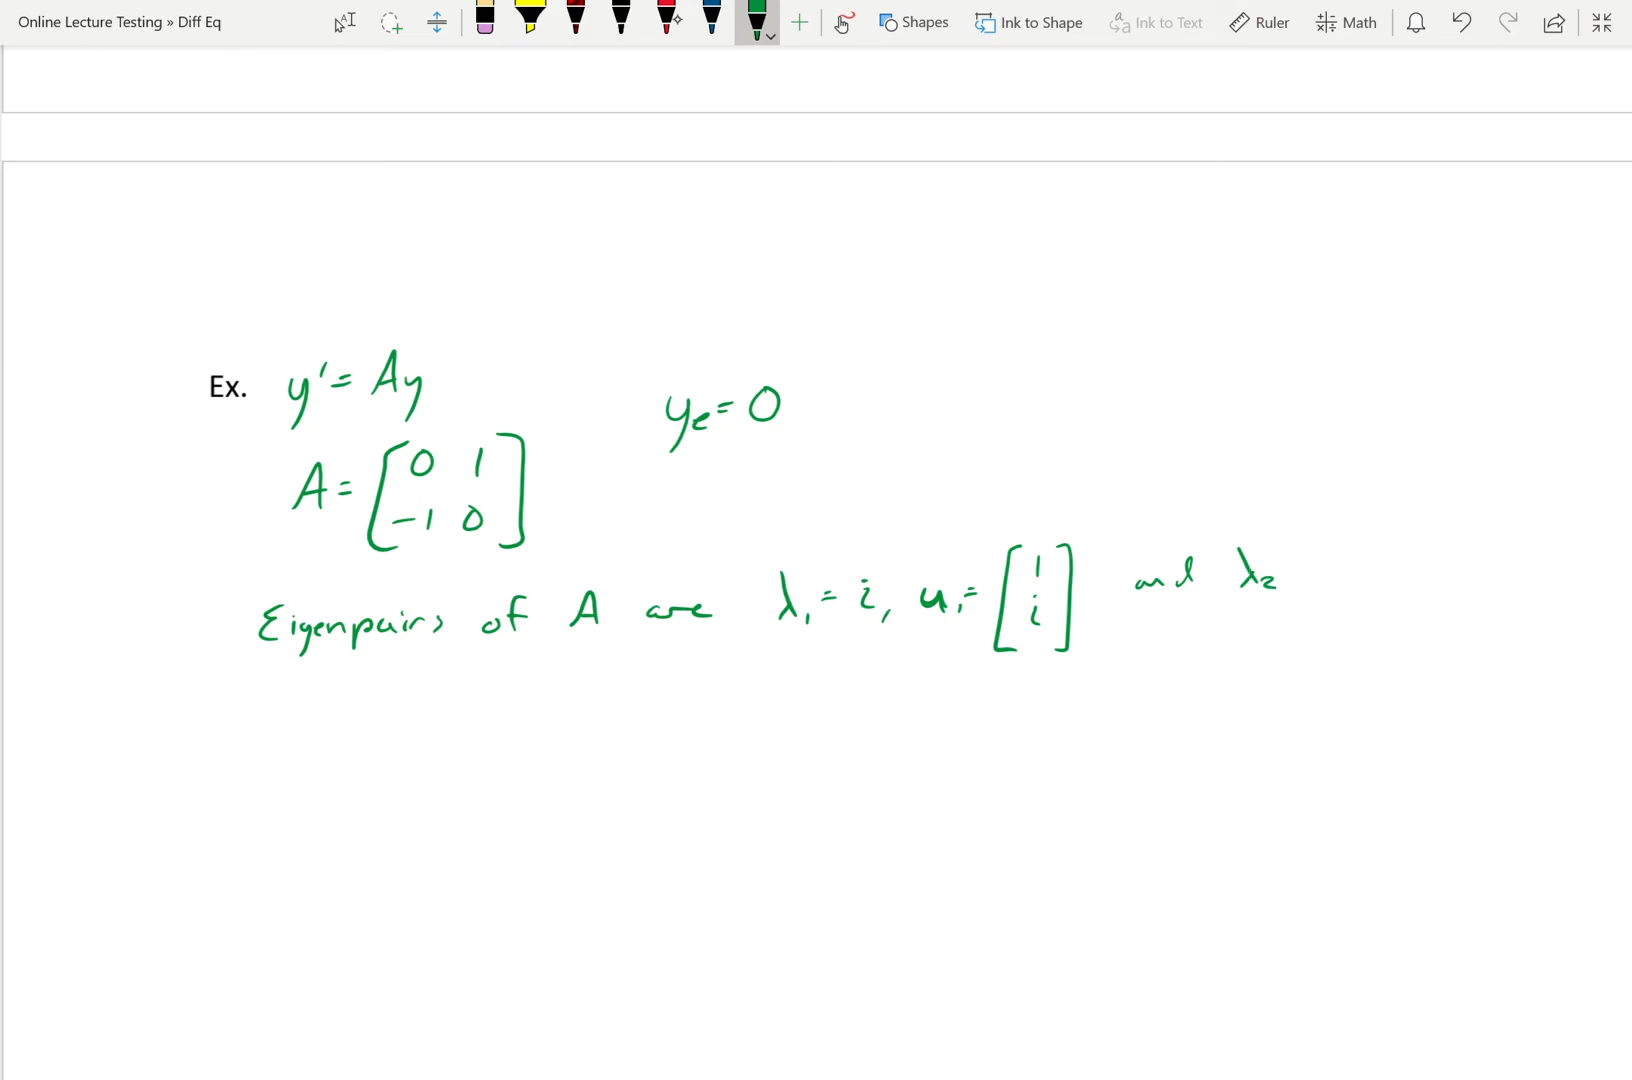 Online Lecture Testing » Diff Eq Shapes Ink to Shape Ink to Text Ruler Math
Ex. y' = Ay
y_e = 0
A = [0 1
-1 0]
Eigenpairs of A are λ₁ = i, u₁ = [1
i] and λ₂